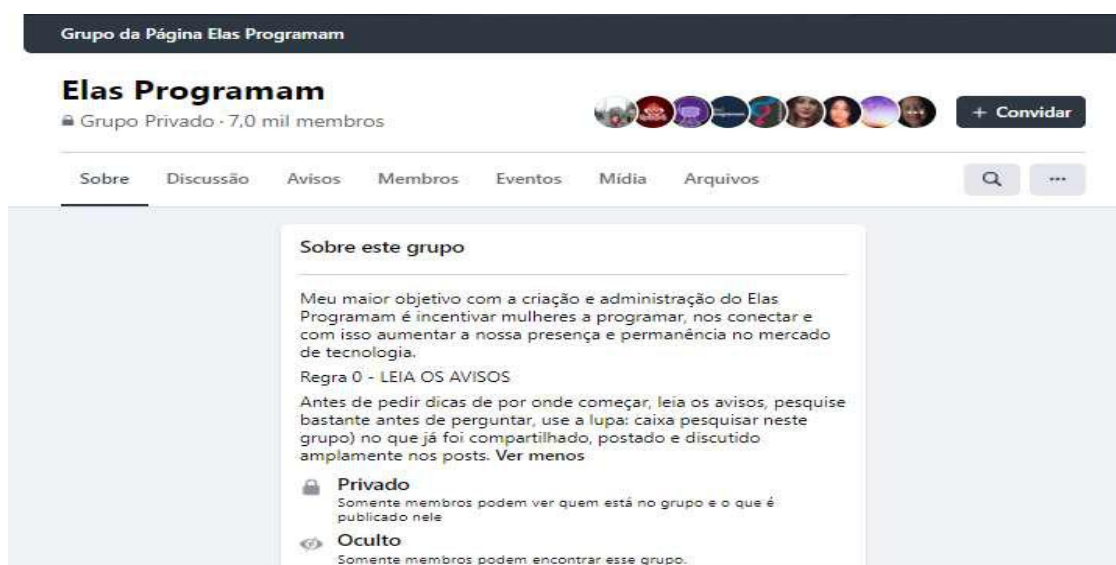 Grupo da Página Elas Programam
Elas Programam
Grupo Privado · 7,0 mil membros
+ Convidar
Sobre Discussão Avisos Membros Eventos Mídia Arquivos
Sobre este grupo
Meu maior objetivo com a criação e administração do Elas
Programam é incentivar mulheres a programar, nos conectar e
com isso aumentar a nossa presença e permanência no mercado
de tecnologia.
Regra 0 - LEIA OS AVISOS
Antes de pedir dicas de por onde começar, leia os avisos, pesquise
bastante antes de perguntar, use a lupa: caixa pesquisar neste
grupo) no que já foi compartilhado, postado e discutido
amplamente nos posts. Ver menos
Privado
Somente membros podem ver quem está no grupo e o que é
publicado nele
Oculto
Somente membros podem encontrar esse grupo.